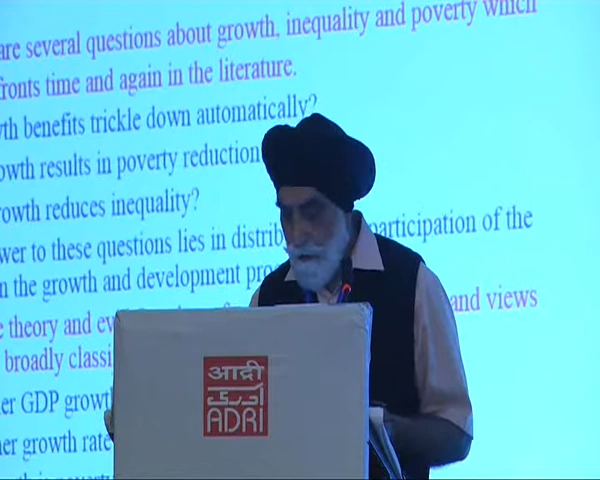 are several questions about growth, inequality and poverty which
fronts time and again in the literature.
th benefits trickle down automatically?
owth results in poverty reduction
rowth reduces inequality?
wer to these questions lies in distrib participation of the
n the growth and development pro
e theory and ev and views
broadly classi
er GDP growth
her growth rate
आद्री
ادری
ADRI